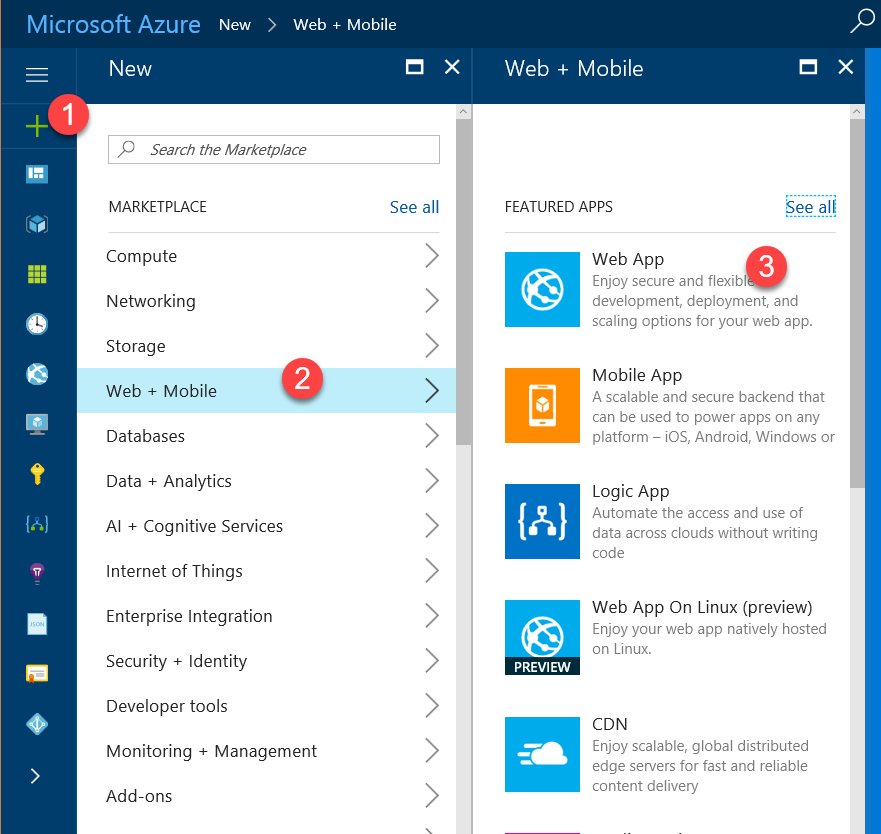 Microsoft Azure New > Web + Mobile
New
Web + Mobile
1
Search the Marketplace
MARKETPLACE See all
Compute
Networking
Storage
Web + Mobile
2
Databases
Data + Analytics
AI + Cognitive Services
Internet of Things
Enterprise Integration
Security + Identity
Developer tools
Monitoring + Management
Add-ons
JSON
FEATURED APPS See all
Web App
3
Enjoy secure and flexible
development, deployment, and
scaling options for your web app.
Mobile App
A scalable and secure backend that
can be used to power apps on any
platform – iOS, Android, Windows or
Logic App
Automate the access and use of
data across clouds without writing
code
Web App On Linux (preview)
Enjoy your web app natively hosted
on Linux.
PREVIEW
CDN
Enjoy scalable, global distributed
edge servers for fast and reliable
content delivery